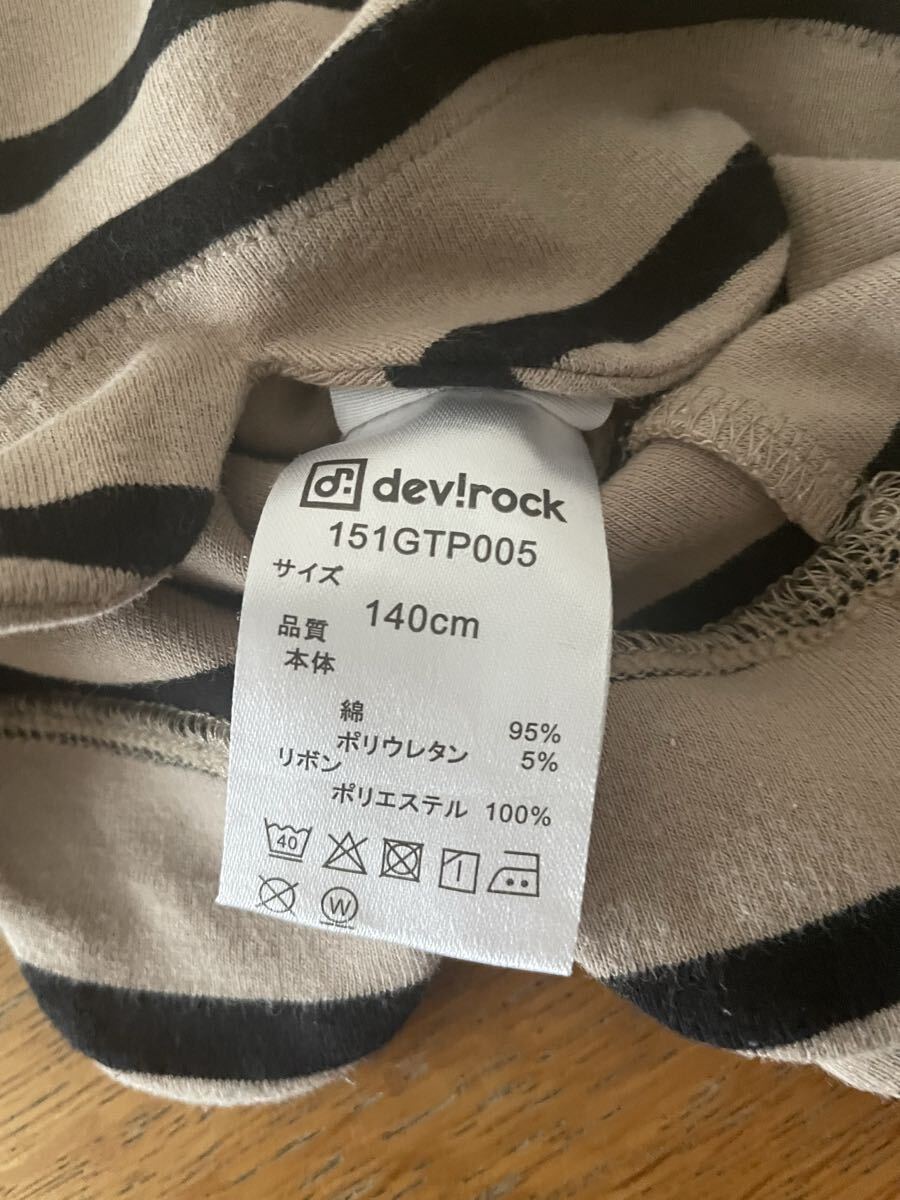 dev!rock
151GTP005
サイズ
140cm
品質
本体
綿 95%
ポリウレタン 5%
リボン
ポリエステル 100%
40
W